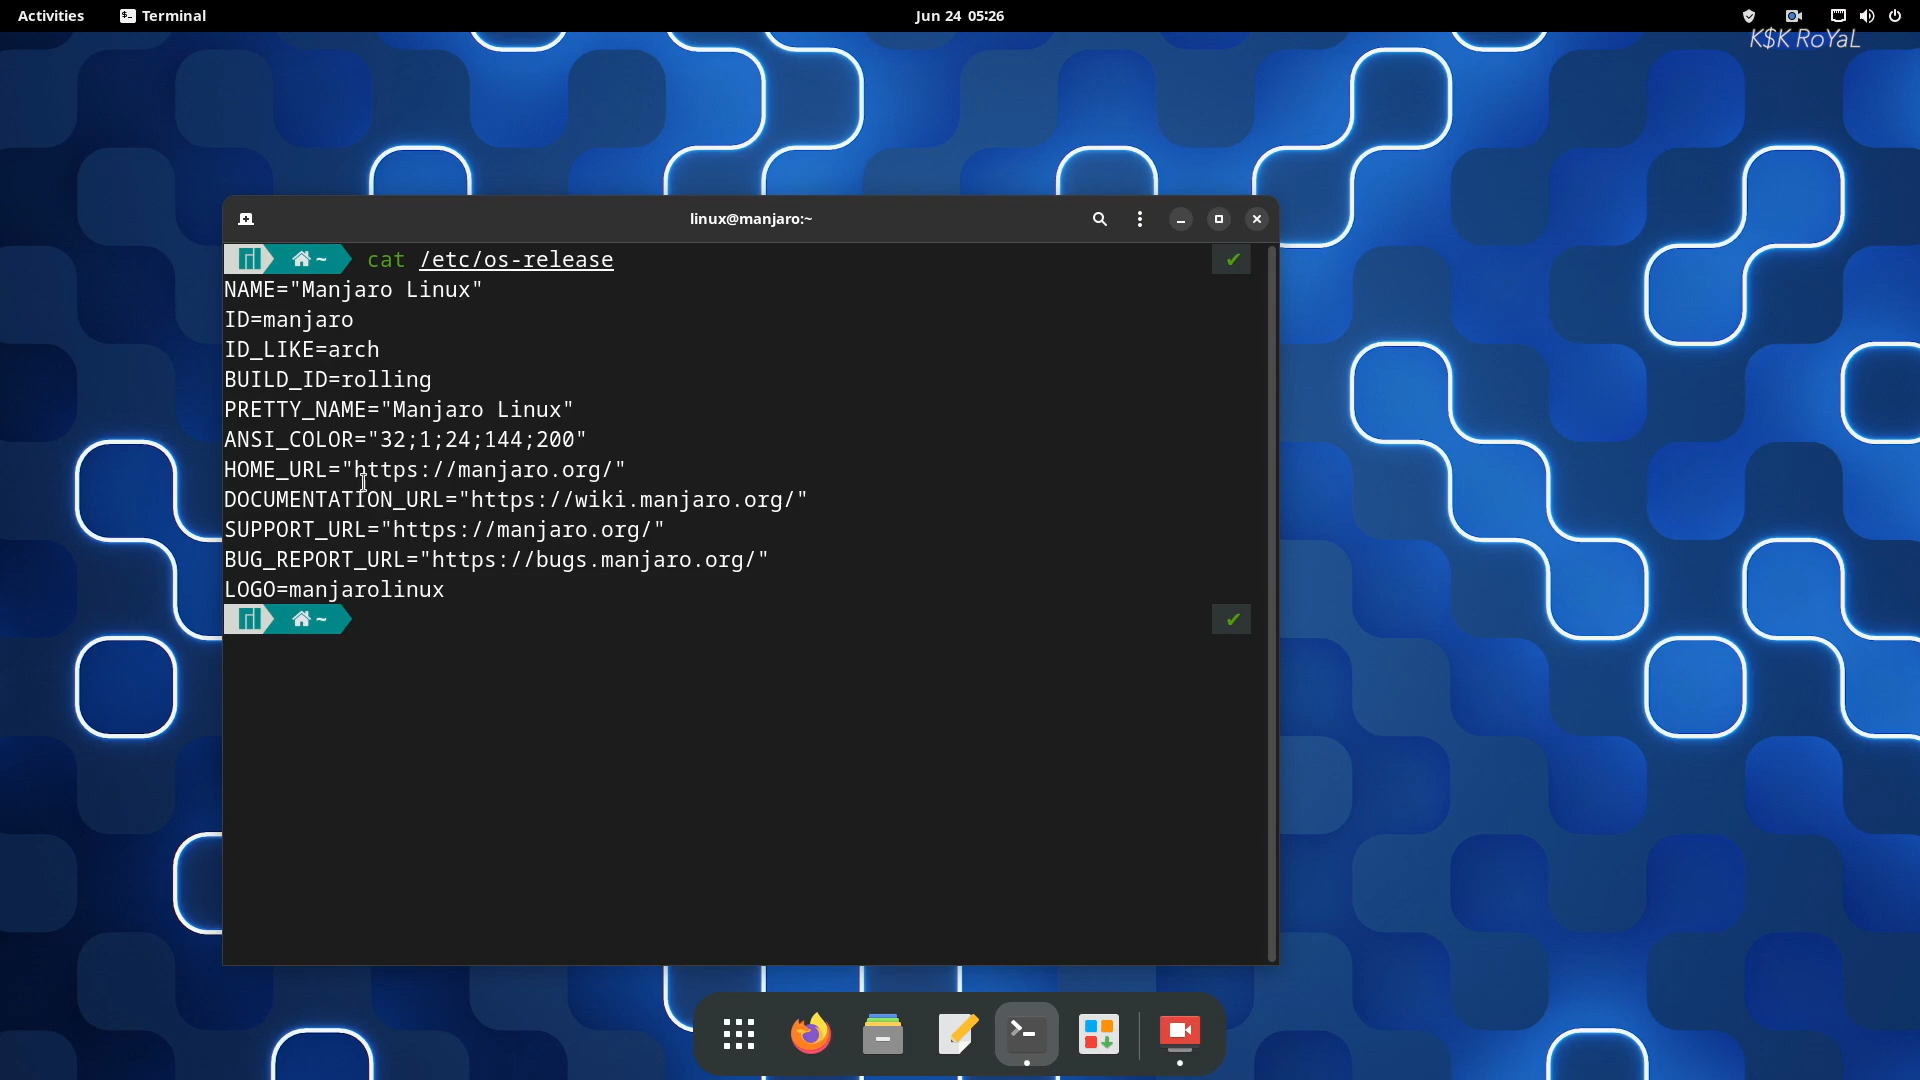 Activities
Terminal
Jun 24 05:26
K$K RoYaL
linux@manjaro:~
~ cat /etc/os-release
NAME="Manjaro Linux"
ID=manjaro
ID_LIKE=arch
BUILD_ID=rolling
PRETTY_NAME="Manjaro Linux"
ANSI_COLOR="32;1;24;144;200"
HOME_URL="https://manjaro.org/"
DOCUMENTATION_URL="https://wiki.manjaro.org/"
SUPPORT_URL="https://manjaro.org/"
BUG_REPORT_URL="https://bugs.manjaro.org/"
LOGO=manjarolinux
~